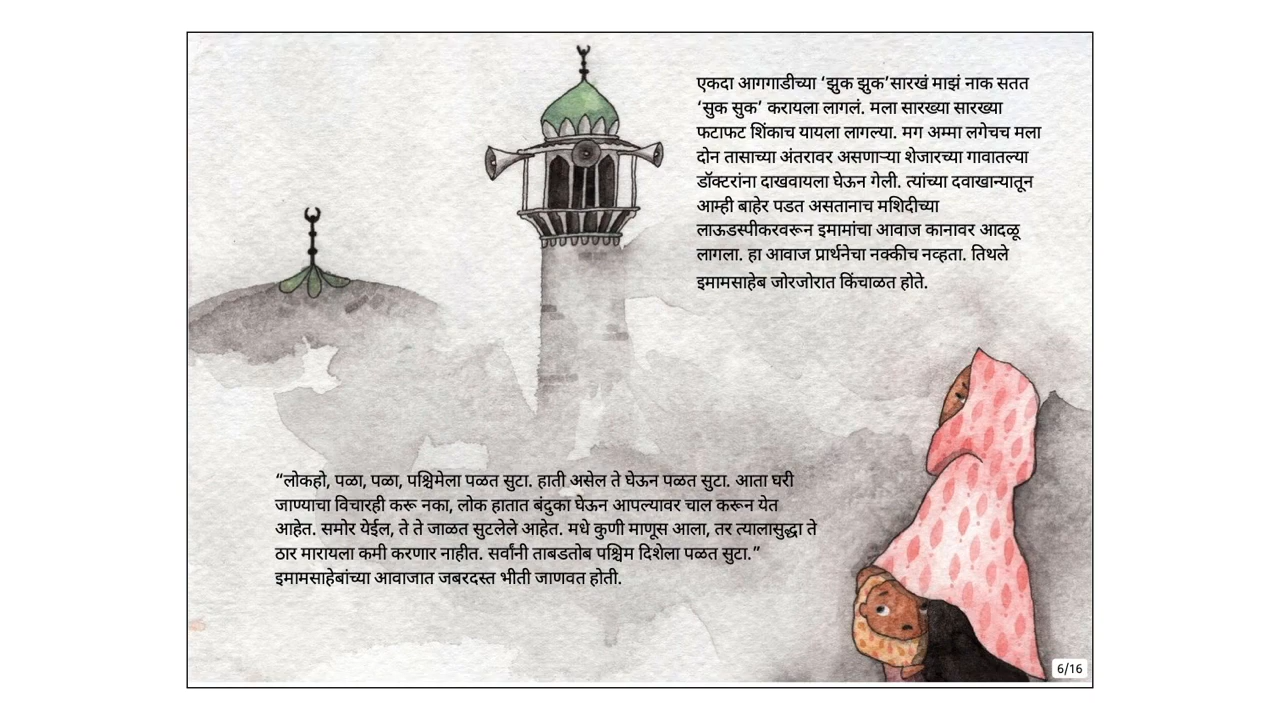 एकदा आगगाडीच्या ‘झुक झुक’सारखं माझं नाक सतत
‘सुक सुक’ करायला लागलं. मला सारख्या सारख्या
फटाफट शिंकाच यायला लागल्या. मग अम्मा लगेचच मला
दोन तासाच्या अंतरावर असणाऱ्या शेजारच्या गावातल्या
डॉक्टरांना दाखवायला घेऊन गेली. त्यांच्या दवाखान्यातून
आम्ही बाहेर पडत असतानाच मशिदीच्या
लाऊडस्पीकरवरून इमामांचा आवाज कानावर आदळू
लागला. हा आवाज प्रार्थनेचा नक्कीच नव्हता. तिथले
इमामसाहेब जोरजोरात किंचाळत होते.
“लोकहो, पळा, पळा, पश्चिमेला पळत सुटा. हाती असेल ते घेऊन पळत सुटा. आता घरी
जाण्याचा विचारही करू नका, लोक हातात बंदुका घेऊन आपल्यावर चाल करून येत
आहेत. समोर येईल, ते ते जाळत सुटलेले आहेत. मधे कुणी माणूस आला, तर त्यालासुद्धा ते
ठार मारायला कमी करणार नाहीत. सर्वांनी ताबडतोब पश्चिम दिशेला पळत सुटा.”
इमामसाहेबांच्या आवाजात जबरदस्त भीती जाणवत होती.
6/16